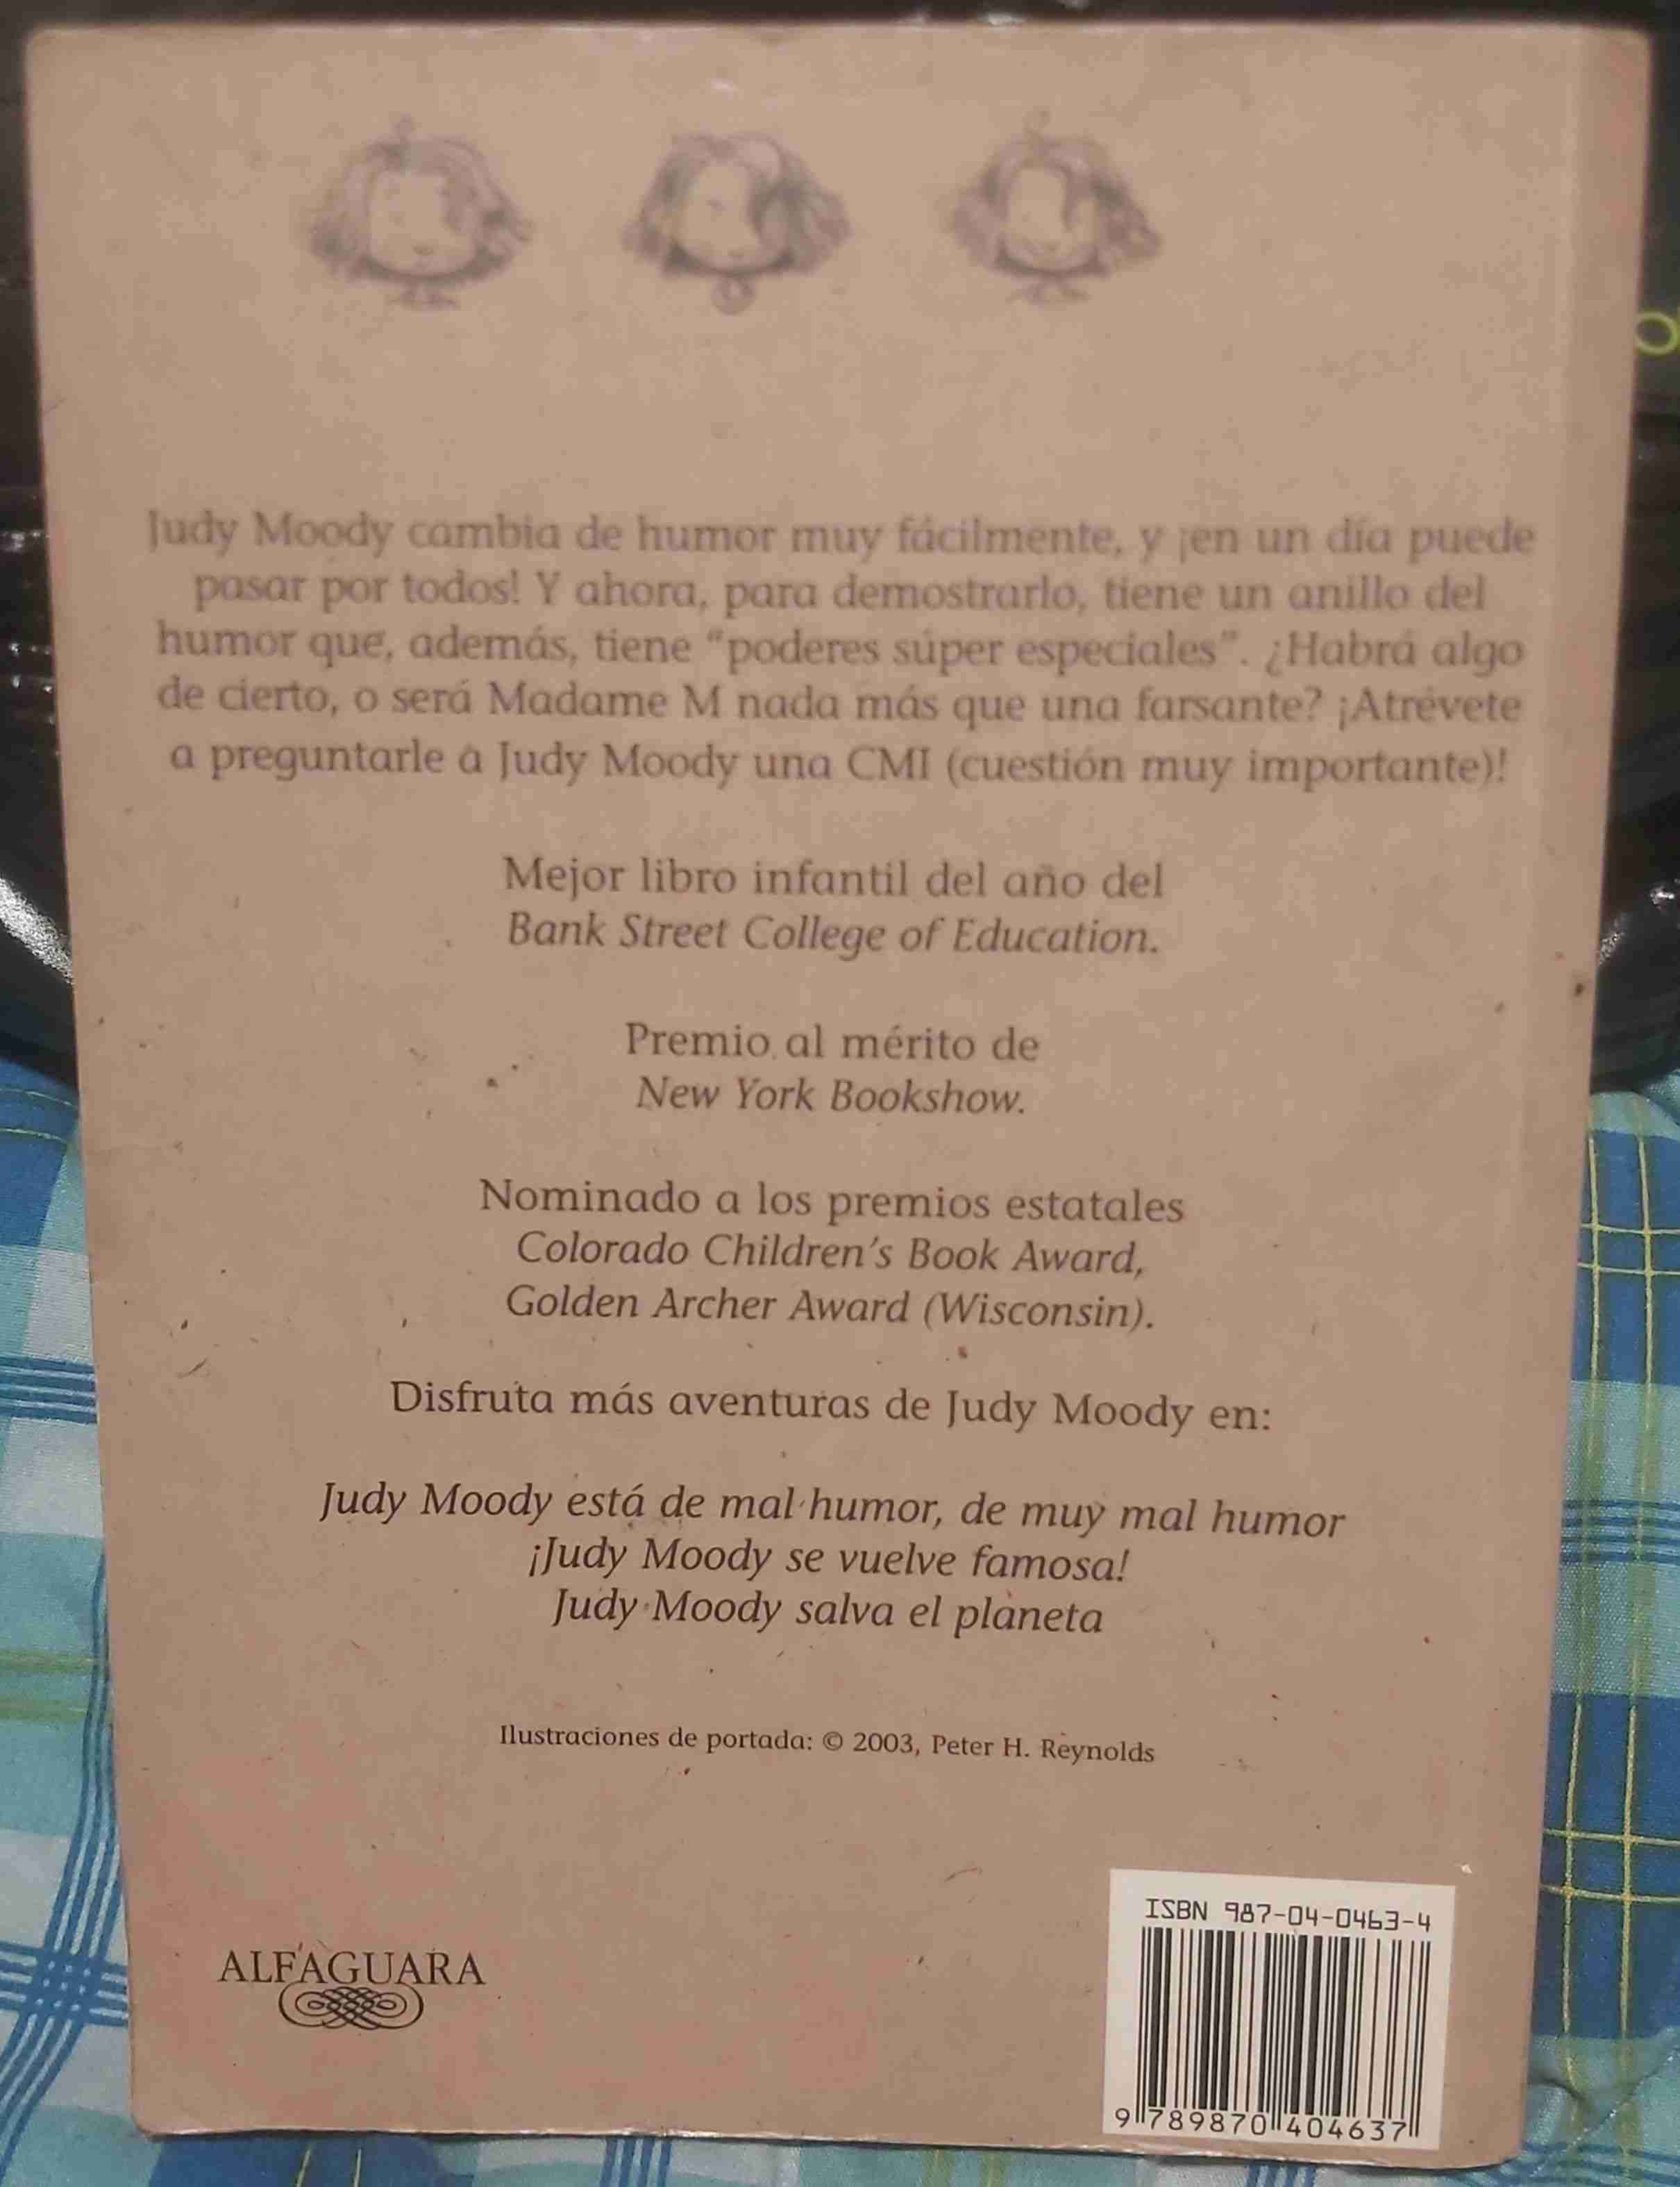 Judy Moody cambia de humor muy fácilmente, y ¡en un día puede
pasar por todos! Y ahora, para demostrarlo, tiene un anillo del
humor que, además, tiene “poderes súper especiales”. ¿Habrá algo
de cierto, o será Madame M nada más que una farsante? ¡Atrévete
a preguntarle a Judy Moody una CMI (cuestión muy importante)!
Mejor libro infantil del año del
Bank Street College of Education.
Premio al mérito de
New York Bookshow.
Nominado a los premios estatales
Colorado Children’s Book Award,
Golden Archer Award (Wisconsin).
Disfruta más aventuras de Judy Moody en:
Judy Moody está de mal humor, de muy mal humor
¡Judy Moody se vuelve famosa!
Judy Moody salva el planeta
Ilustraciones de portada: © 2003, Peter H. Reynolds
ALFAGUARA
ISBN 987-04-0463-4
9 789870 404637